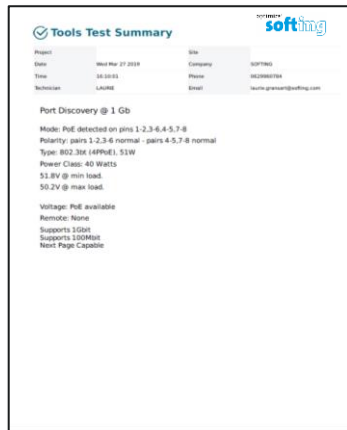 optimize!
softing
Tools Test Summary
Project Site
Date Wed Mar 27 2019 Company SOFTING
Time 10:10:01 Phone
Technician LAURIE Email
Port Discovery @ 1 Gb
Mode: PoE detected on pins 1-2,3-6,4-5,7-8
Polarity: pairs 1-2,3-6 normal - pairs 4-5,7-8 normal
Type: 802.3bt (4PPoE), 51W
Power Class: 40 Watts
51.8V @ min load.
50.2V @ max load.
Voltage: PoE available
Remote: None
Supports 1Gbit
Supports 100Mbit
Next Page Capable